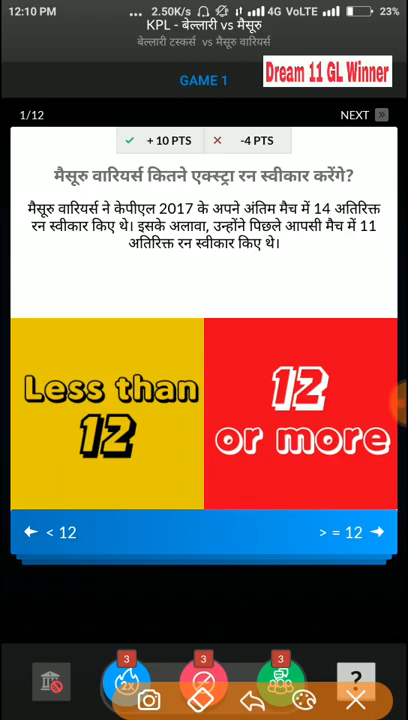 12:10 PM ... 2.50K/s 4G VoLTE 23%
KPL - बेल्लारी vs मैसूरु
बेल्लारी टस्कर्स vs मैसूरु वारियर्स
GAME 1
Dream 11 GL Winner
1/12 NEXT
+ 10 PTS -4 PTS
मैसूरु वारियर्स कितने एक्स्ट्रा रन स्वीकार करेंगे?
मैसूरु वारियर्स ने केपीएल 2017 के अपने अंतिम मैच में 14 अतिरिक्त
रन स्वीकार किए थे। इसके अलावा, उन्होंने पिछले आपसी मैच में 11
अतिरिक्त रन स्वीकार किए थे।
Less than
12
12
or more
< 12 > = 12
3 3 3
2X
?